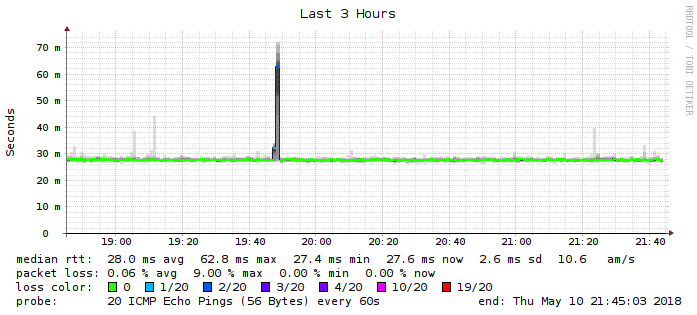 Last 3 Hours
RRDTOOL / TOBI OETIKER
Seconds
70 m
60 m
50 m
40 m
30 m
20 m
10 m
0
19:00 19:20 19:40 20:00 20:20 20:40 21:00 21:20 21:40
median rtt: 28.0 ms avg 62.8 ms max 27.4 ms min 27.6 ms now 2.6 ms sd 10.6 am/s
packet loss: 0.06 % avg 9.00 % max 0.00 % min 0.00 % now
loss color: 0 1/20 2/20 3/20 4/20 10/20 19/20
probe: 20 ICMP Echo Pings (56 Bytes) every 60s end: Thu May 10 21:45:03 2018